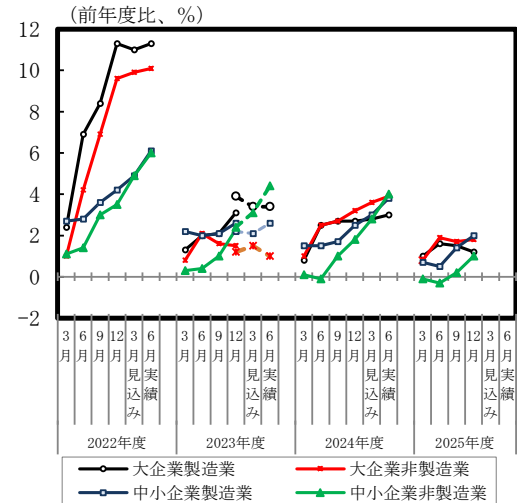 （前年度比、%）
12
10
8
6
4
2
0
−2
3月 6月 9月 12月 3月見込み 6月実績 3月 6月 9月 12月 3月見込み 6月実績 3月 6月 9月 12月 3月見込み 6月実績 3月 6月 9月 12月 3月見込み 6月実績
2022年度 2023年度 2024年度 2025年度
大企業製造業 大企業非製造業
中小企業製造業 中小企業非製造業